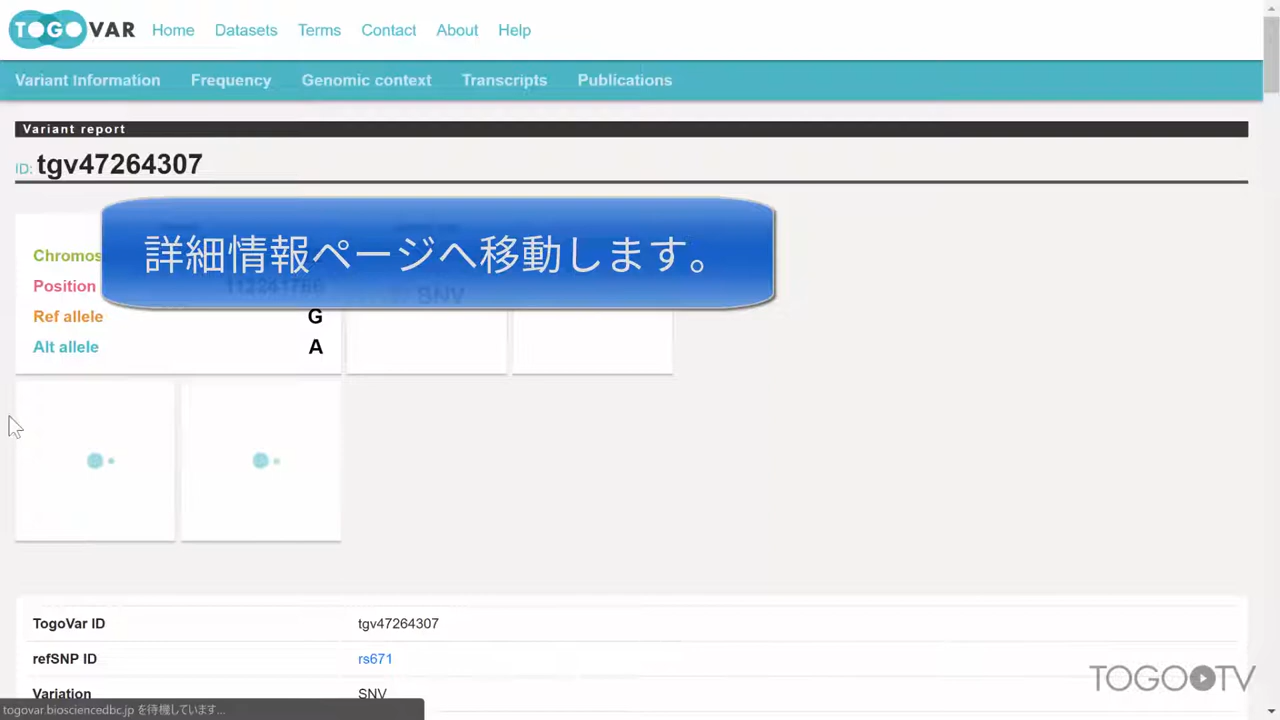 TOGOVAR Home Datasets Terms Contact About Help
Variant Information Frequency Genomic context Transcripts Publications
Variant report
ID: tgv47264307
詳細情報ページへ移動します。
Position
SNV
Ref allele G
Alt allele A
TogoVar ID tgv47264307
refSNP ID rs671
Variation SNV
TOGOTV
togovar.biosciencedbc.jp を待機しています...